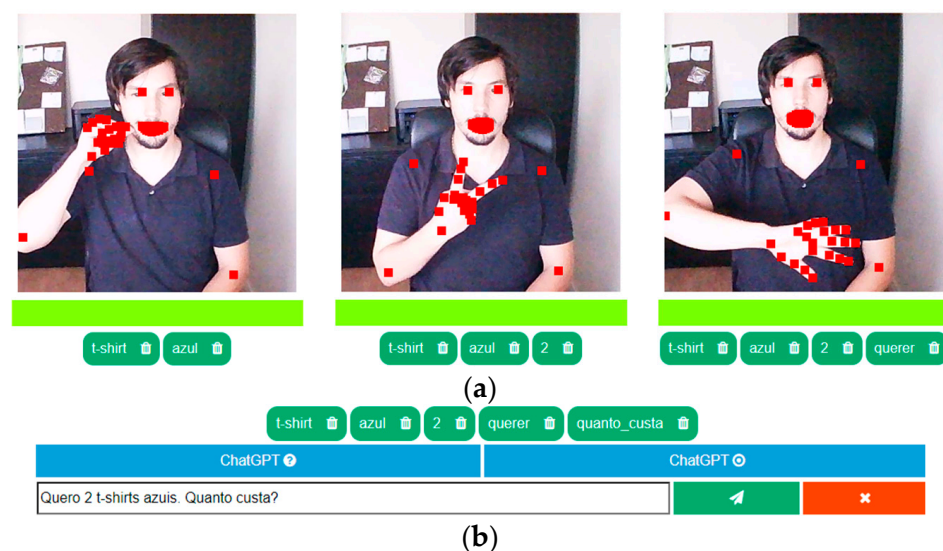 t-shirt azul
t-shirt azul 2
t-shirt azul 2 querer
(a)
t-shirt azul 2 querer quanto_custa
ChatGPT ChatGPT
Quero 2 t-shirts azuis. Quanto custa?
(b)